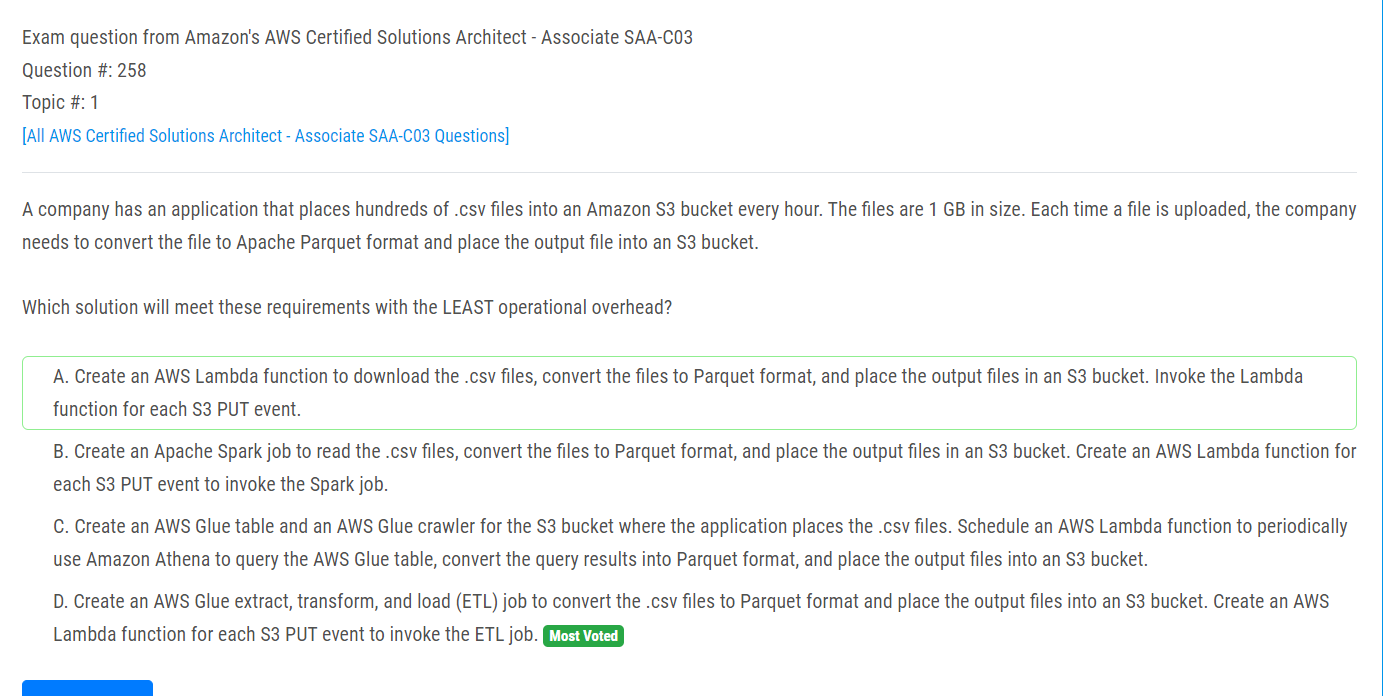 Exam question from Amazon's AWS Certified Solutions Architect - Associate SAA-C03
Question #: 258
Topic #: 1
[All AWS Certified Solutions Architect - Associate SAA-C03 Questions]
A company has an application that places hundreds of .csv files into an Amazon S3 bucket every hour. The files are 1 GB in size. Each time a file is uploaded, the company
needs to convert the file to Apache Parquet format and place the output file into an S3 bucket.
Which solution will meet these requirements with the LEAST operational overhead?
A. Create an AWS Lambda function to download the .csv files, convert the files to Parquet format, and place the output files in an S3 bucket. Invoke the Lambda
function for each S3 PUT event.
B. Create an Apache Spark job to read the .csv files, convert the files to Parquet format, and place the output files in an S3 bucket. Create an AWS Lambda function for
each S3 PUT event to invoke the Spark job.
C. Create an AWS Glue table and an AWS Glue crawler for the S3 bucket where the application places the .csv files. Schedule an AWS Lambda function to periodically
use Amazon Athena to query the AWS Glue table, convert the query results into Parquet format, and place the output files into an S3 bucket.
D. Create an AWS Glue extract, transform, and load (ETL) job to convert the .csv files to Parquet format and place the output files into an S3 bucket. Create an AWS
Lambda function for each S3 PUT event to invoke the ETL job. Most Voted